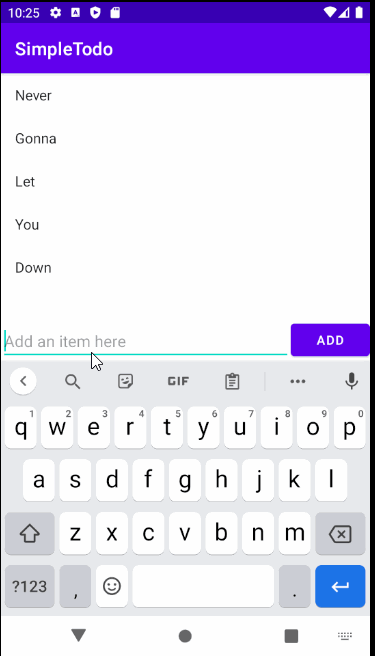 10:25
SimpleTodo
Never
Gonna
Let
You
Down
Add an item here
ADD
GIF
1 2 3 4 5 6 7 8 9 0
q w e r t y u i o p
a s d f g h j k l
z x c v b n m
?123 , .